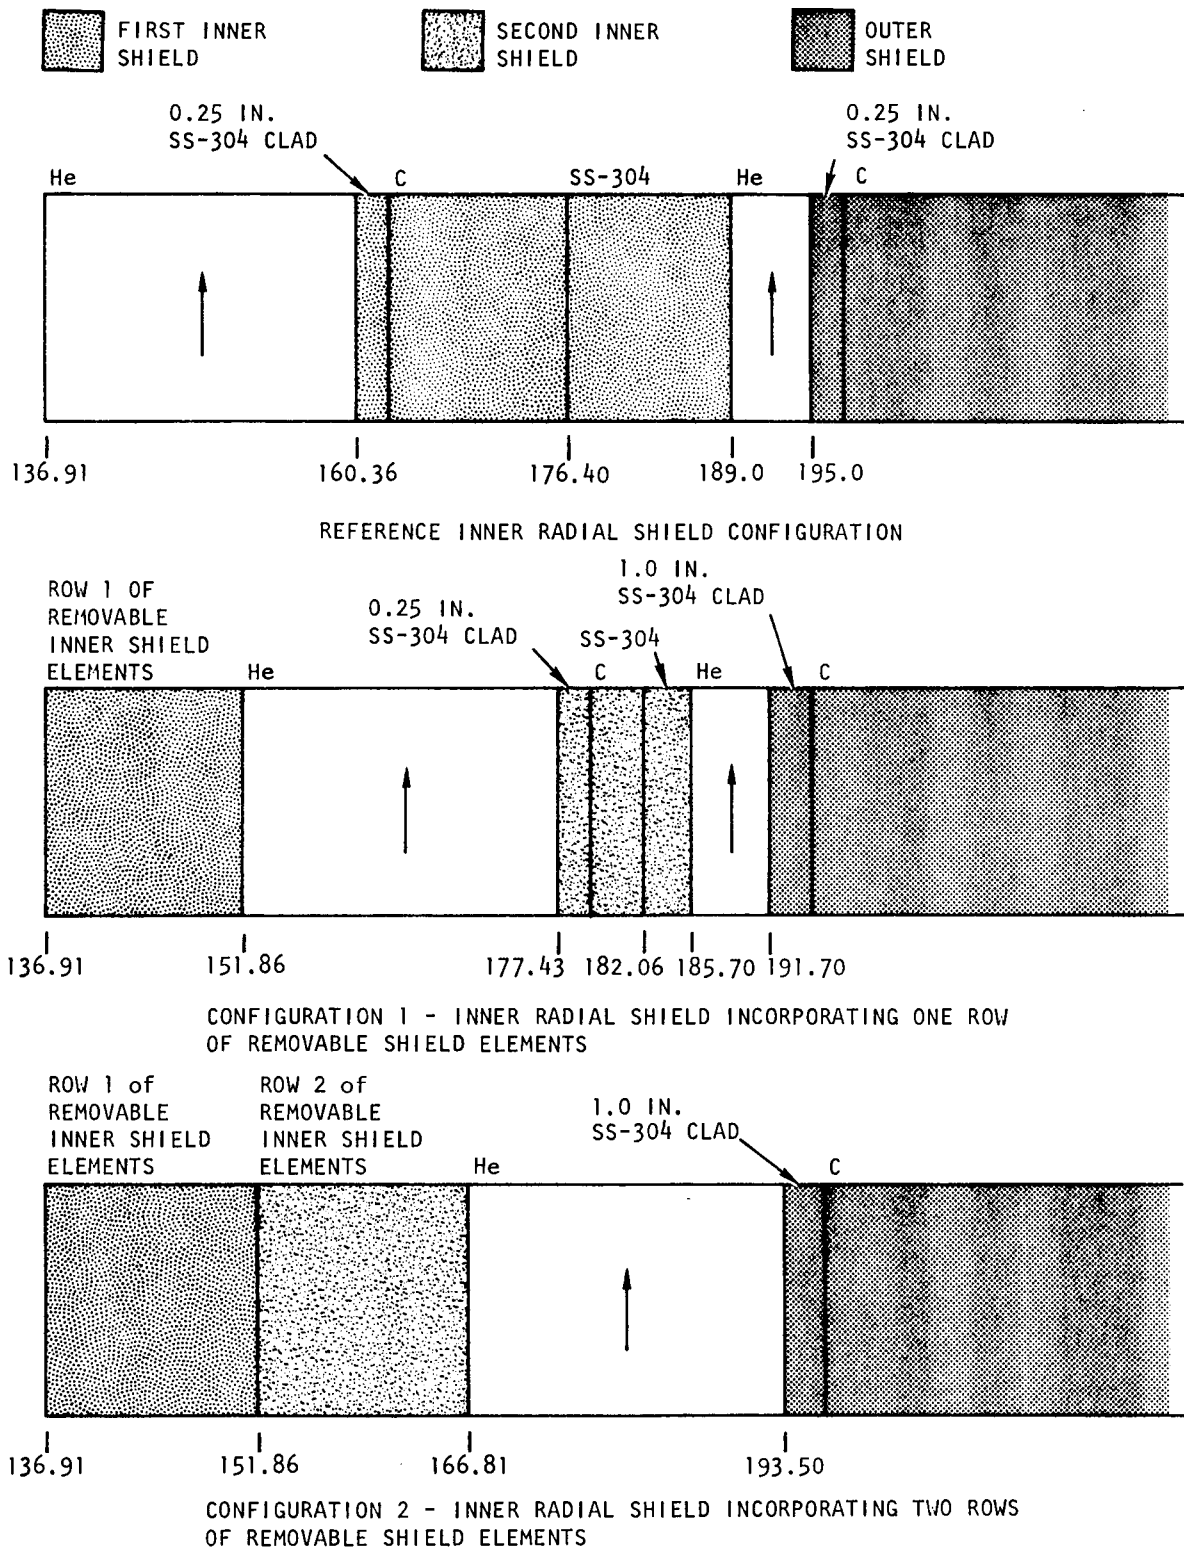 FIRST INNER
SHIELD
SECOND INNER
SHIELD
OUTER
SHIELD
0.25 IN.
SS-304 CLAD
0.25 IN.
SS-304 CLAD
He
C
SS-304
He
C
136.91
160.36
176.40
189.0
195.0
REFERENCE INNER RADIAL SHIELD CONFIGURATION
ROW 1 OF
REMOVABLE
INNER SHIELD
ELEMENTS
He
0.25 IN.
SS-304 CLAD
C
SS-304
1.0 IN.
SS-304 CLAD
He
C
136.91
151.86
177.43
182.06
185.70
191.70
CONFIGURATION 1 - INNER RADIAL SHIELD INCORPORATING ONE ROW
OF REMOVABLE SHIELD ELEMENTS
ROW 1 of
REMOVABLE
INNER SHIELD
ELEMENTS
ROW 2 of
REMOVABLE
INNER SHIELD
ELEMENTS
He
1.0 IN.
SS-304 CLAD
C
136.91
151.86
166.81
193.50
CONFIGURATION 2 - INNER RADIAL SHIELD INCORPORATING TWO ROWS
OF REMOVABLE SHIELD ELEMENTS